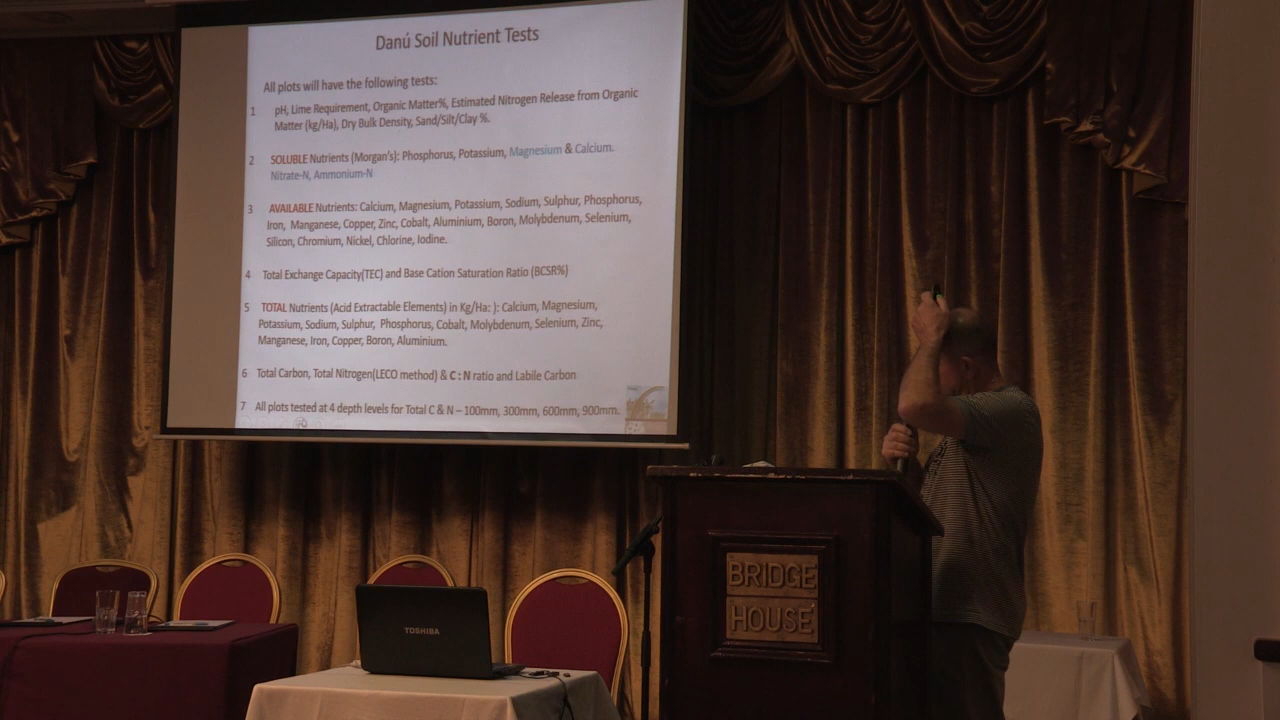 Danú Soil Nutrient Tests
All plots will have the following tests:
1 pH, Lime Requirement, Organic Matter%, Estimated Nitrogen Release from Organic
Matter (kg/Ha), Dry Bulk Density, Sand/Silt/Clay %.
2 SOLUBLE Nutrients (Morgan's): Phosphorus, Potassium, Magnesium & Calcium.
Nitrate-N, Ammonium-N
3 AVAILABLE Nutrients: Calcium, Magnesium, Potassium, Sodium, Sulphur, Phosphorus,
Iron, Manganese, Copper, Zinc, Cobalt, Aluminium, Boron, Molybdenum, Selenium,
Silicon, Chromium, Nickel, Chlorine, Iodine.
4 Total Exchange Capacity(TEC) and Base Cation Saturation Ratio (BCSR%)
5 TOTAL Nutrients (Acid Extractable Elements) in Kg/Ha: ): Calcium, Magnesium,
Potassium, Sodium, Sulphur, Phosphorus, Cobalt, Molybdenum, Selenium, Zinc,
Manganese, Iron, Copper, Boron, Aluminium.
6 Total Carbon, Total Nitrogen(LECO method) & C : N ratio and Labile Carbon
7 All plots tested at 4 depth levels for Total C & N – 100mm, 300mm, 600mm, 900mm.
TOSHIBA
BRIDGE
HOUSE